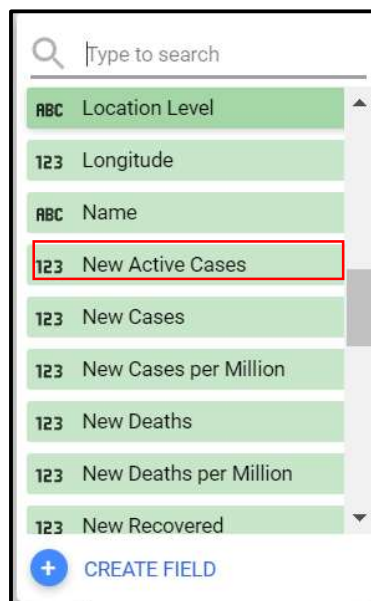 Type to search
ABC Location Level
123 Longitude
ABC Name
123 New Active Cases
123 New Cases
123 New Cases per Million
123 New Deaths
123 New Deaths per Million
123 New Recovered
+ CREATE FIELD